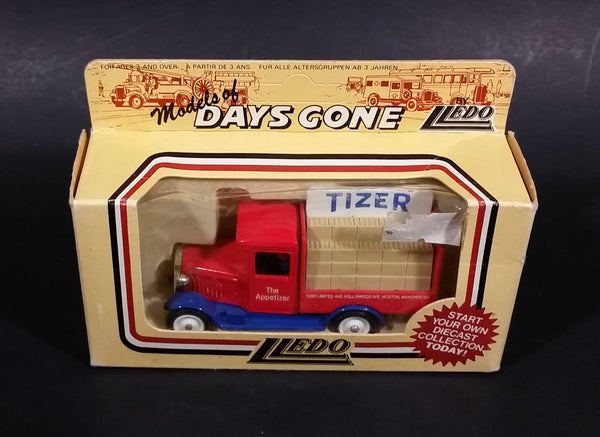 FOR AGES 3 AND OVER · A PARTIR DE 3 ANS · FUR ALLE ALTERSGRUPPEN AB 3 JAHREN
Models of
DAYS GONE
BY
LLEDO
TIZER
The
Appetizer
TIZER LIMITED 440 HOLLINWOOD AVE. MOSTON, MANCHESTER
START
YOUR OWN
DIECAST
COLLECTION
TODAY!
LLEDO